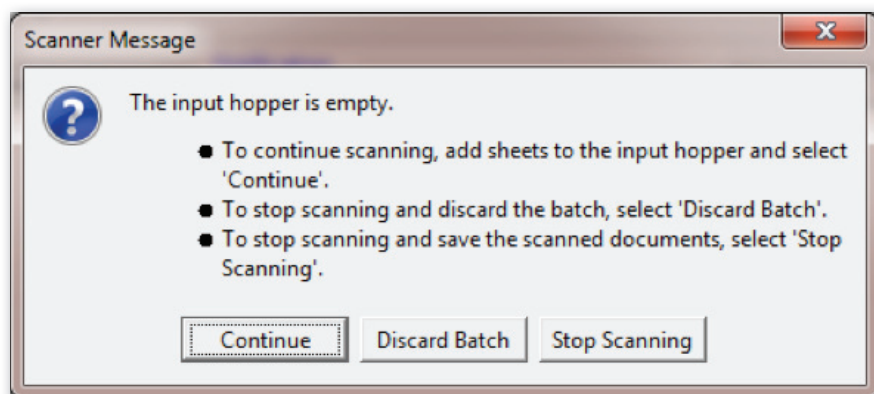 Scanner Message
The input hopper is empty.
● To continue scanning, add sheets to the input hopper and select
'Continue'.
● To stop scanning and discard the batch, select 'Discard Batch'.
● To stop scanning and save the scanned documents, select 'Stop
Scanning'.
Continue Discard Batch Stop Scanning